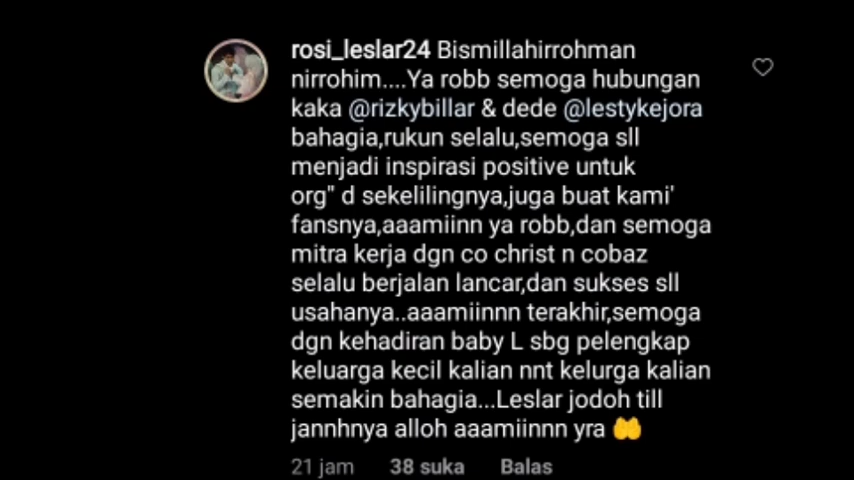 rosi_leslar24 Bismillahirrohman
nirrohim....Ya robb semoga hubungan
kaka @rizkybillar & dede @lestykejora
bahagia,rukun selalu,semoga sll
menjadi inspirasi positive untuk
org" d sekelilingnya,juga buat kami'
fansnya,aaamiinn ya robb,dan semoga
mitra kerja dgn co christ n cobaz
selalu berjalan lancar,dan sukses sll
usahanya..aaamiinnn terakhir,semoga
dgn kehadiran baby L sbg pelengkap
keluarga kecil kalian nnt kelurga kalian
semakin bahagia...Leslar jodoh till
jannhnya alloh aaamiinnn yra 🤲
21 jam 38 suka Balas